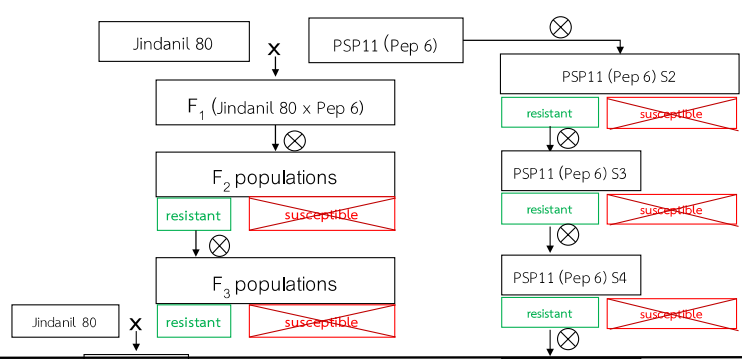 Jindanil 80
x
PSP11 (Pep 6)
PSP11 (Pep 6) S2
F1 (Jindanil 80 x Pep 6)
resistant
susceptible
F2 populations
PSP11 (Pep 6) S3
resistant
susceptible
resistant
susceptible
F3 populations
PSP11 (Pep 6) S4
Jindanil 80
x
resistant
susceptible
resistant
susceptible